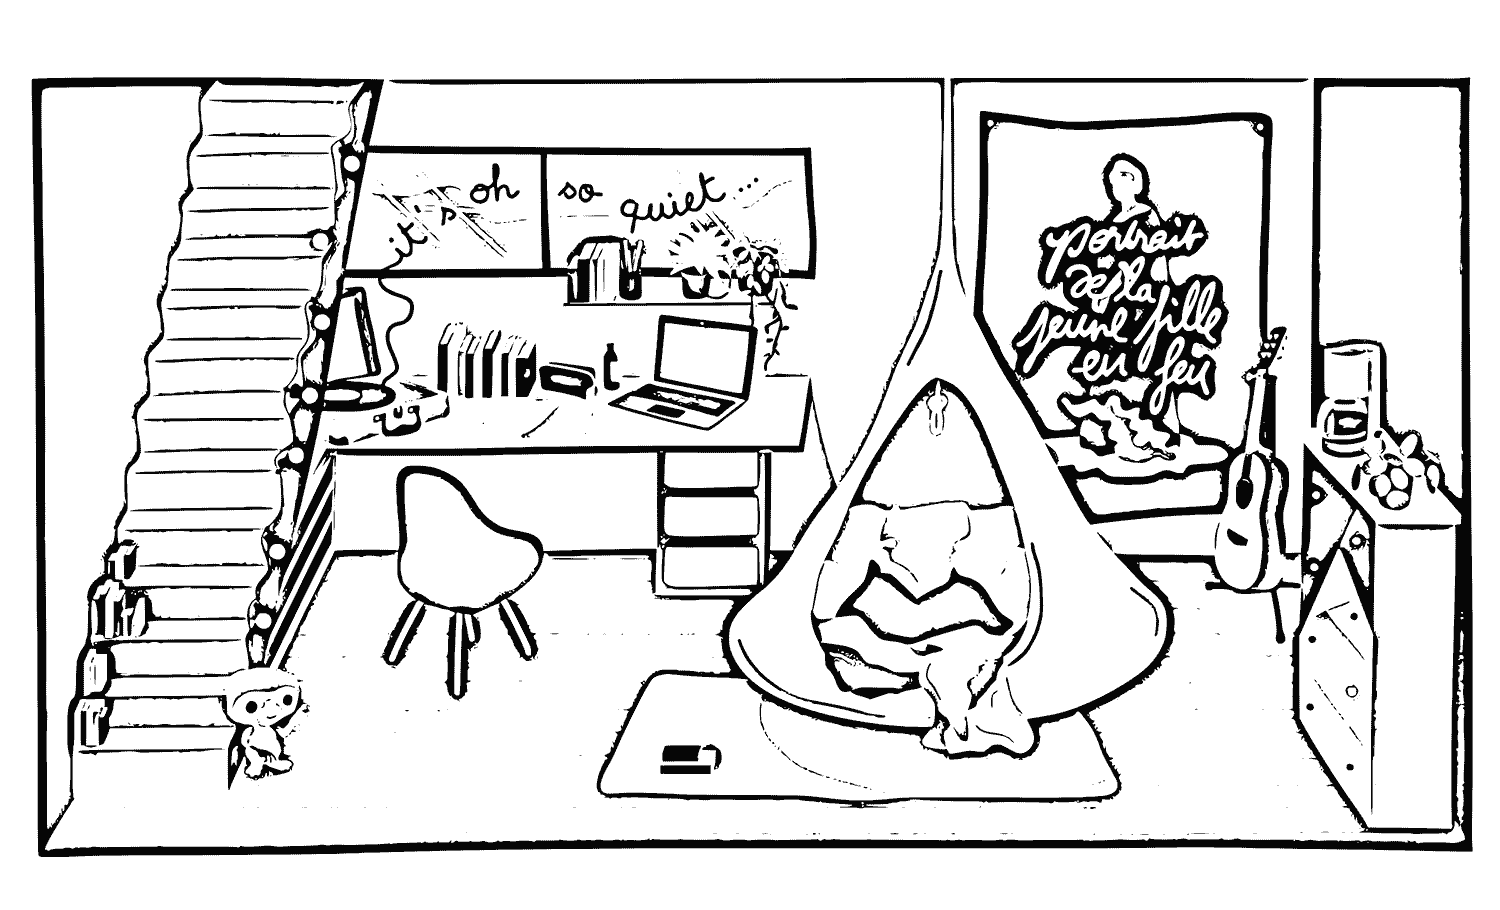 it's oh so quiet...
portrait
de la
jeune fille
en feu